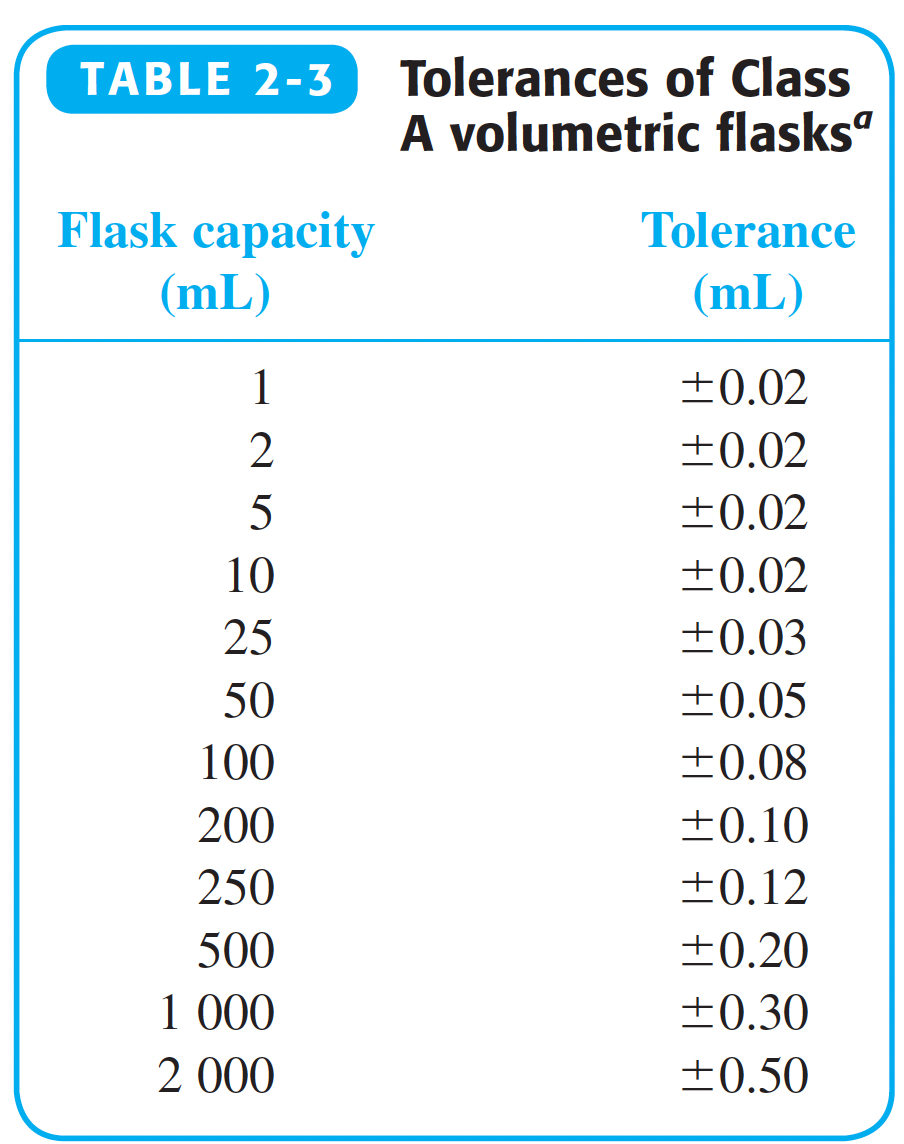 TABLE 2-3 Tolerances of Class
A volumetric flasksᵃ
Flask capacity Tolerance
(mL) (mL)
1 ±0.02
2 ±0.02
5 ±0.02
10 ±0.02
25 ±0.03
50 ±0.05
100 ±0.08
200 ±0.10
250 ±0.12
500 ±0.20
1 000 ±0.30
2 000 ±0.50